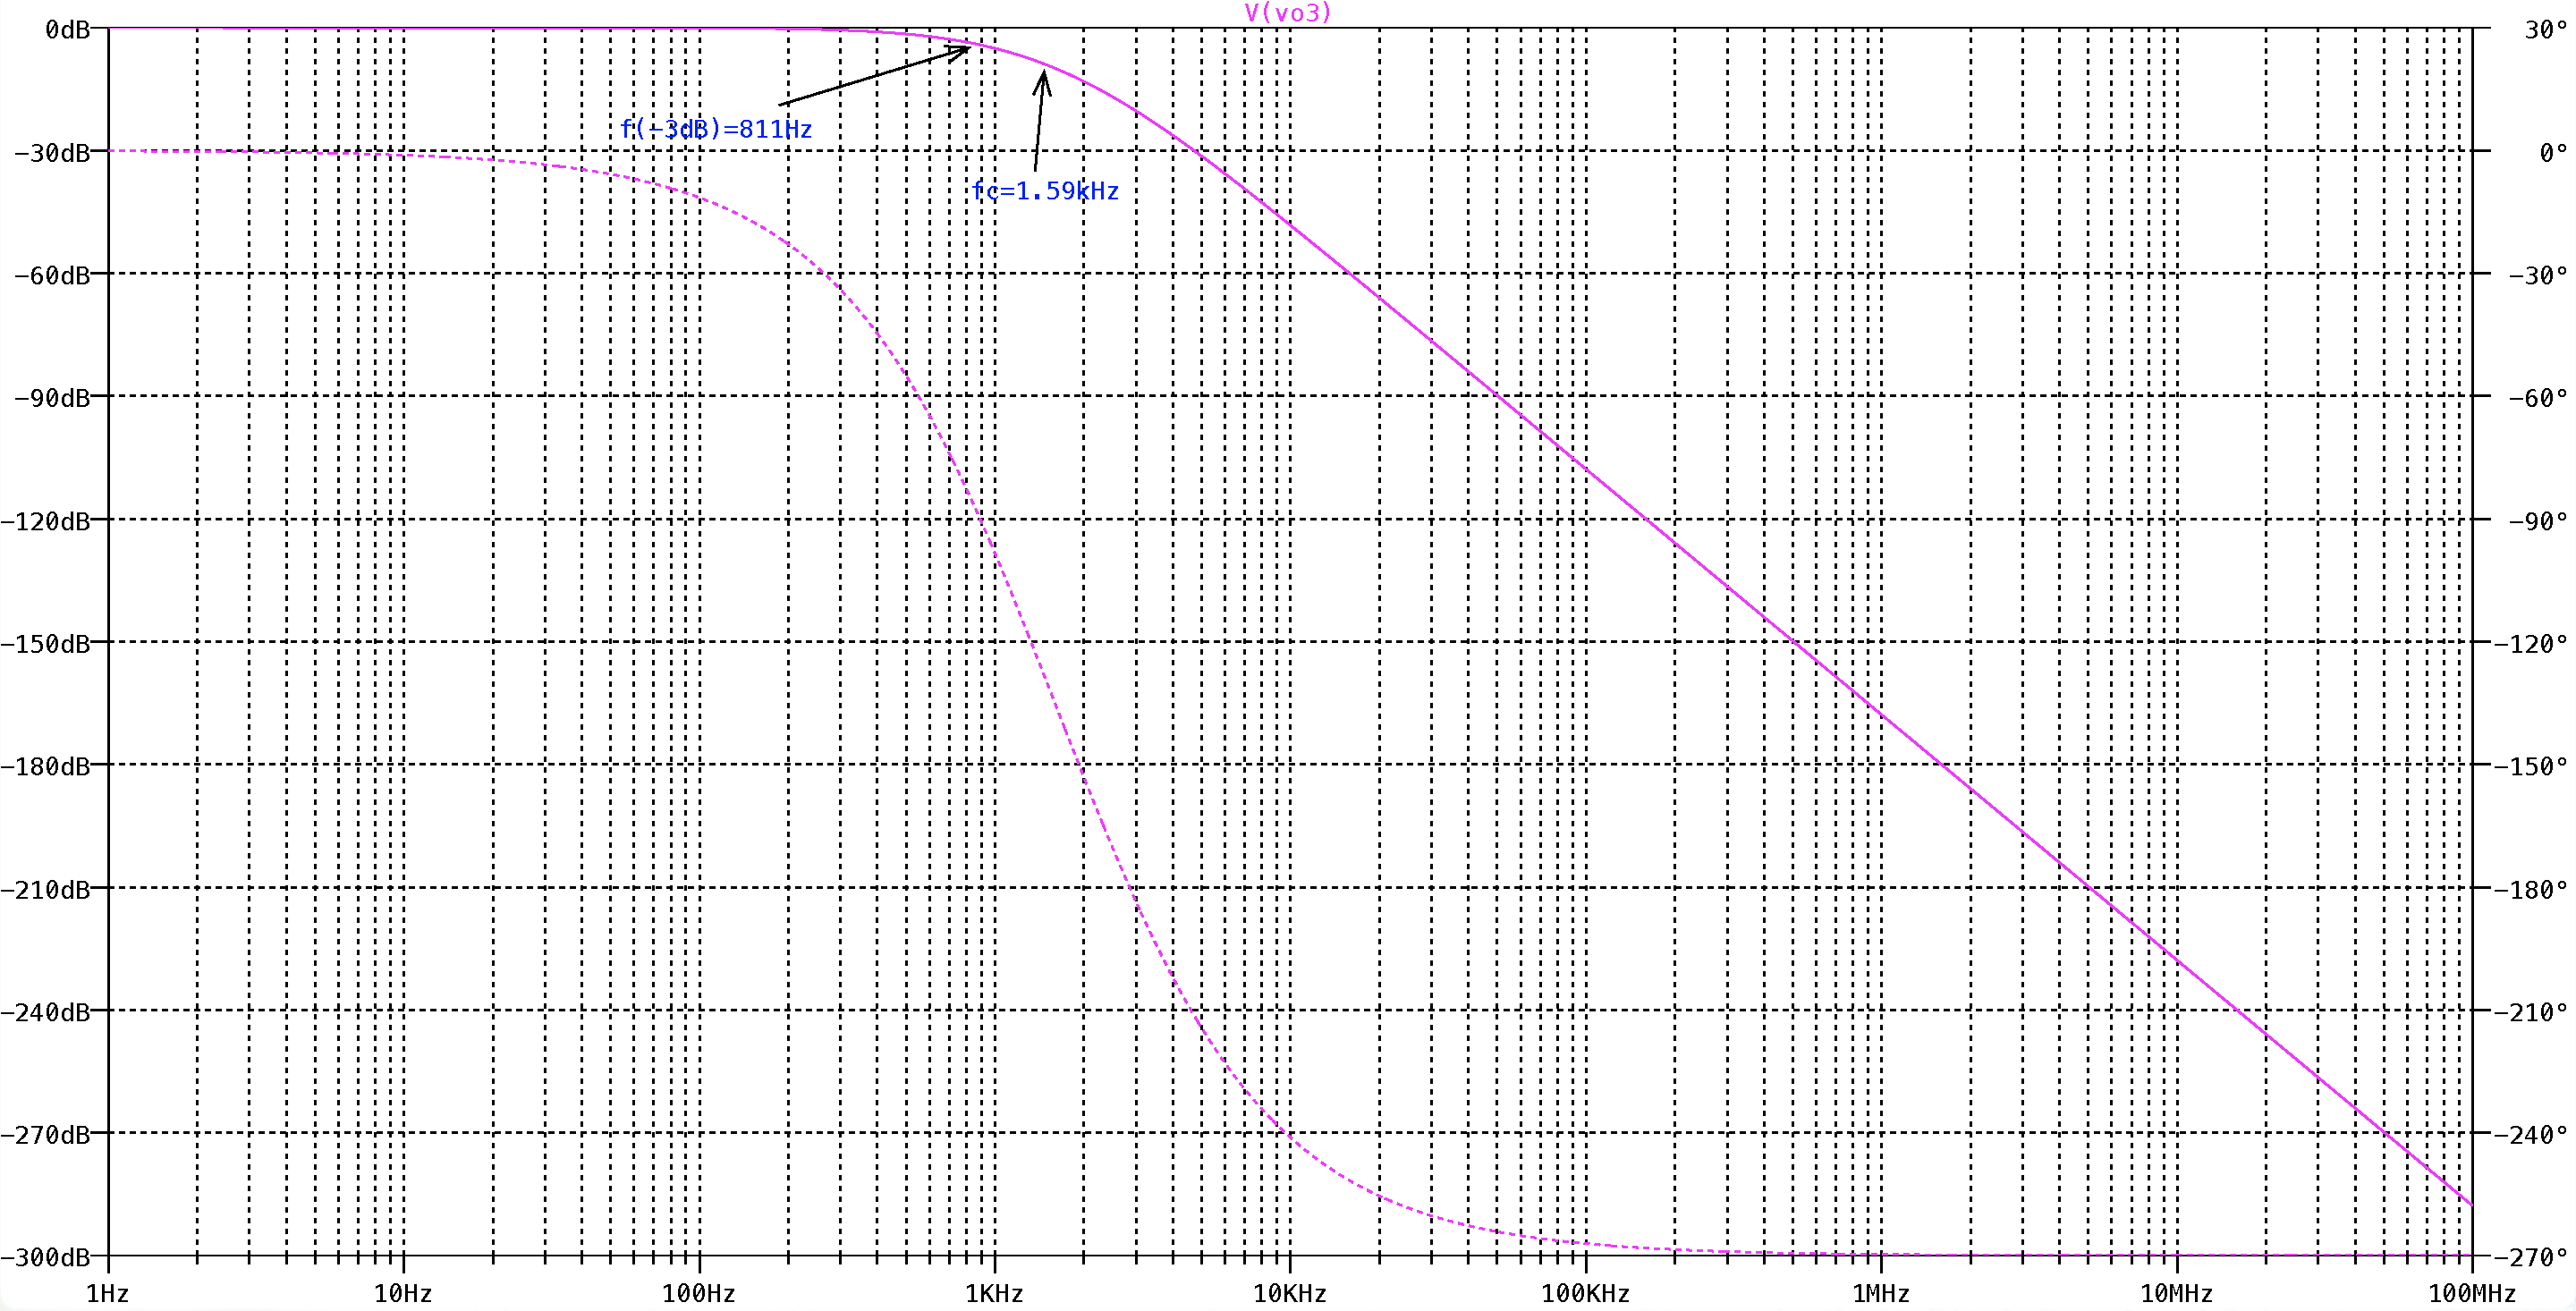 V(vo3)
0dB
-30dB
-60dB
-90dB
-120dB
-150dB
-180dB
-210dB
-240dB
-270dB
-300dB
f(-3dB)=811Hz
fc=1.59kHz
30°
0°
-30°
-60°
-90°
-120°
-150°
-180°
-210°
-240°
-270°
1Hz 10Hz 100Hz 1KHz 10KHz 100KHz 1MHz 10MHz 100MHz